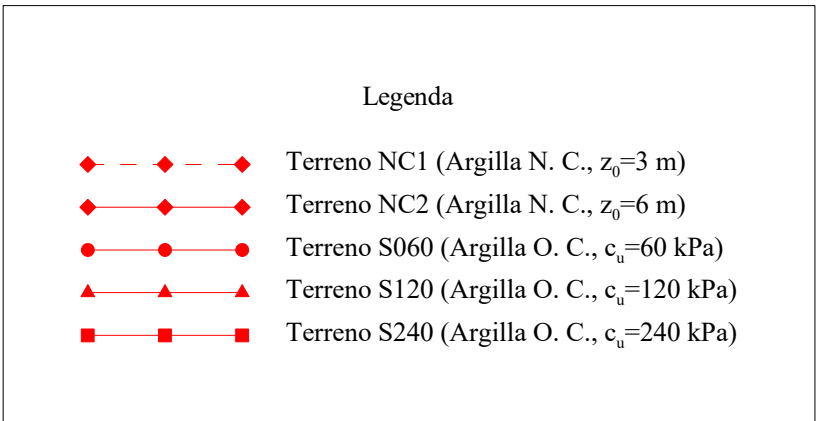 Legenda
Terreno NC1 (Argilla N. C., z₀=3 m)
Terreno NC2 (Argilla N. C., z₀=6 m)
Terreno S060 (Argilla O. C., cᵤ=60 kPa)
Terreno S120 (Argilla O. C., cᵤ=120 kPa)
Terreno S240 (Argilla O. C., cᵤ=240 kPa)